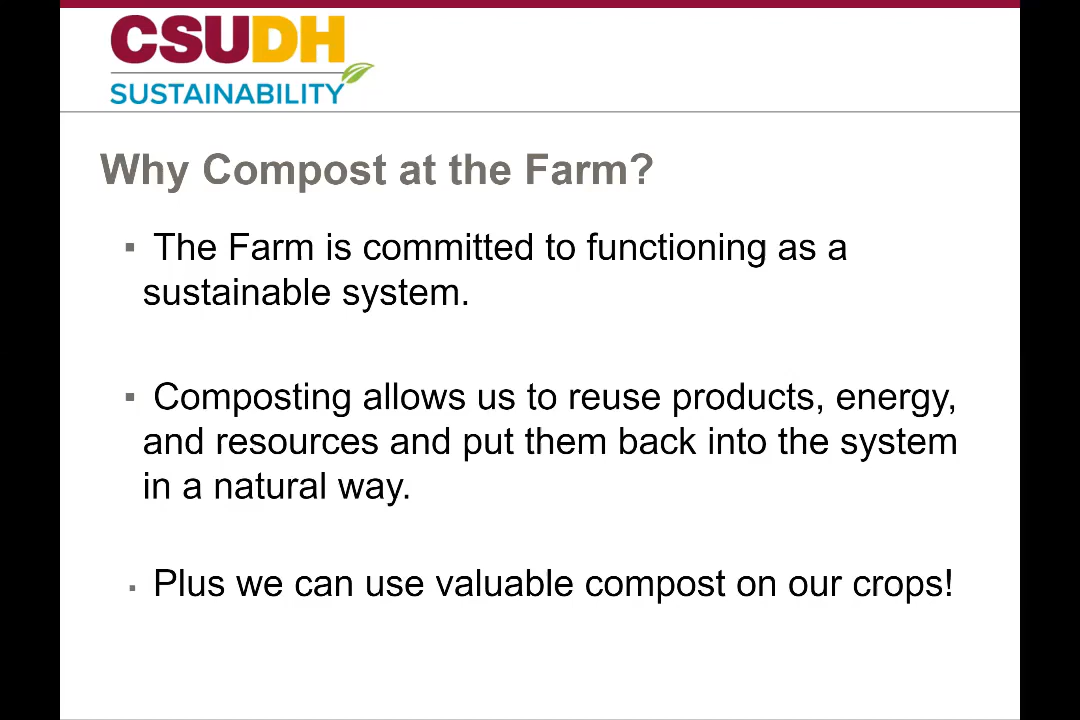 CSUDH
SUSTAINABILITY
Why Compost at the Farm?
▪ The Farm is committed to functioning as a
sustainable system.
▪ Composting allows us to reuse products, energy,
and resources and put them back into the system
in a natural way.
▪ Plus we can use valuable compost on our crops!